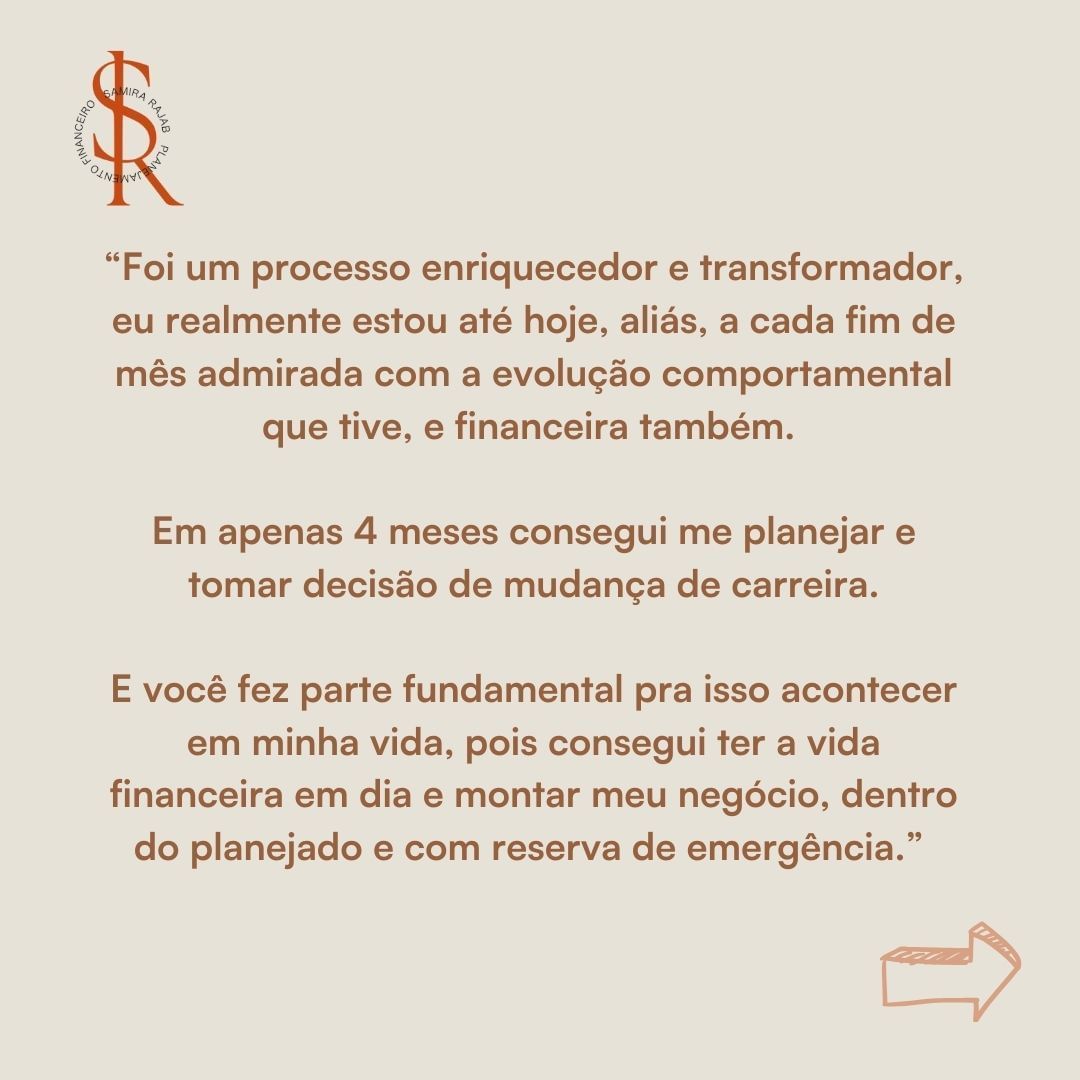 SAMIRA RAJAB PLANEJAMENTO FINANCEIRO
SR
“Foi um processo enriquecedor e transformador,
eu realmente estou até hoje, aliás, a cada fim de
mês admirada com a evolução comportamental
que tive, e financeira também.
Em apenas 4 meses consegui me planejar e
tomar decisão de mudança de carreira.
E você fez parte fundamental pra isso acontecer
em minha vida, pois consegui ter a vida
financeira em dia e montar meu negócio, dentro
do planejado e com reserva de emergência.”